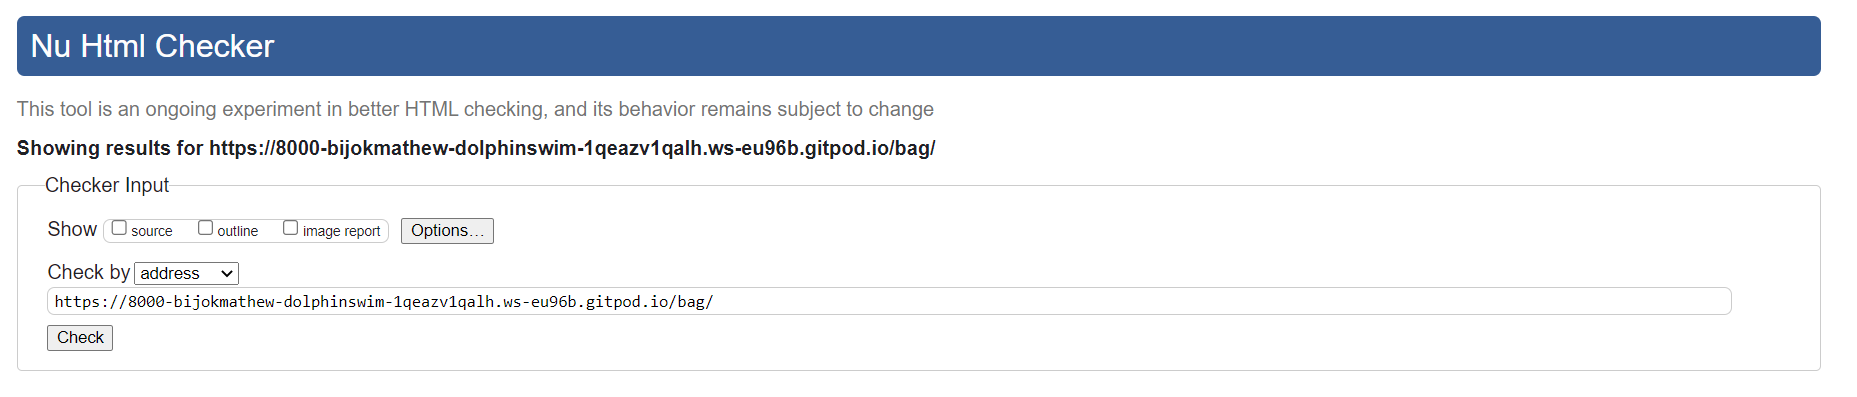 Nu Html Checker
This tool is an ongoing experiment in better HTML checking, and its behavior remains subject to change
Showing results for https://8000-bijokmathew-dolphinswim-1qeazv1qalh.ws-eu96b.gitpod.io/bag/
Checker Input
Show source outline image report Options...
Check by address
https://8000-bijokmathew-dolphinswim-1qeazv1qalh.ws-eu96b.gitpod.io/bag/
Check